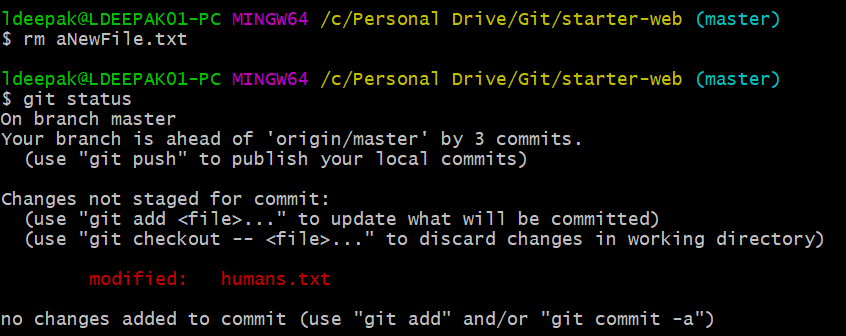 ldeepak@LDEEPAK01-PC MINGW64 /c/Personal Drive/Git/starter-web (master)
$ rm aNewFile.txt
ldeepak@LDEEPAK01-PC MINGW64 /c/Personal Drive/Git/starter-web (master)
$ git status
On branch master
Your branch is ahead of 'origin/master' by 3 commits.
  (use "git push" to publish your local commits)
Changes not staged for commit:
  (use "git add <file>..." to update what will be committed)
  (use "git checkout -- <file>..." to discard changes in working directory)
        modified:   humans.txt
no changes added to commit (use "git add" and/or "git commit -a")